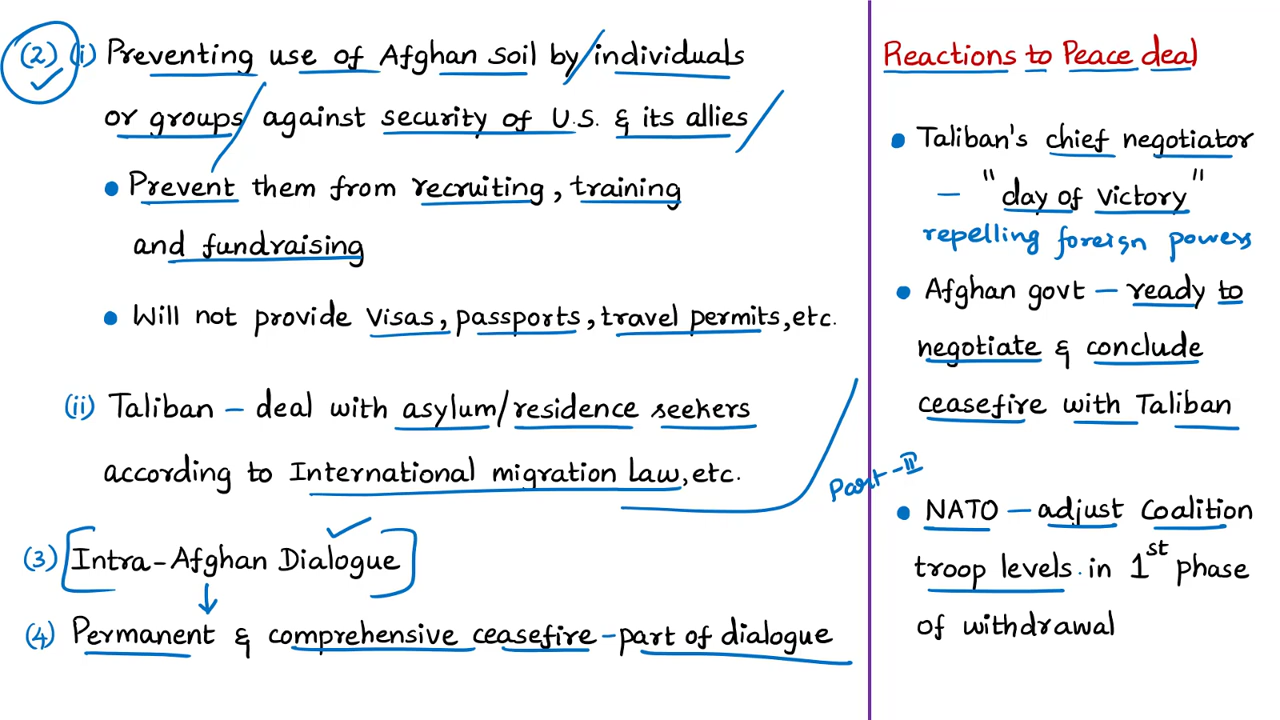 (2) (i) Preventing use of Afghan soil by individuals
or groups against security of U.S. & its allies
• Prevent them from recruiting, training
and fundraising
• Will not provide visas, passports, travel permits, etc.
(ii) Taliban - deal with asylum/residence seekers
according to International migration law, etc.
(3) Intra-Afghan Dialogue
(4) Permanent & comprehensive ceasefire - part of dialogue
Part-II
Reactions to Peace deal
• Taliban's chief negotiator
- "day of victory"
repelling foreign powers
• Afghan govt - ready to
negotiate & conclude
ceasefire with Taliban
• NATO - adjust Coalition
troop levels in 1st phase
of withdrawal